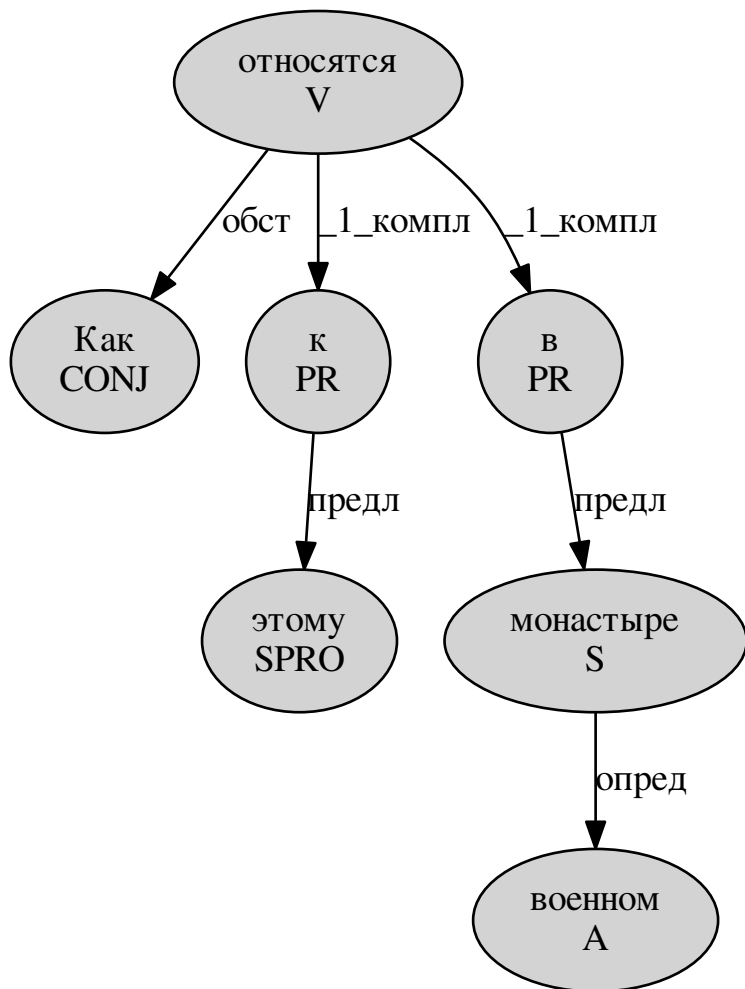 относятся
V
обст
_1_компл
_1_компл
Как
CONJ
к
PR
в
PR
предл
предл
этому
SPRO
монастыре
S
опред
военном
A